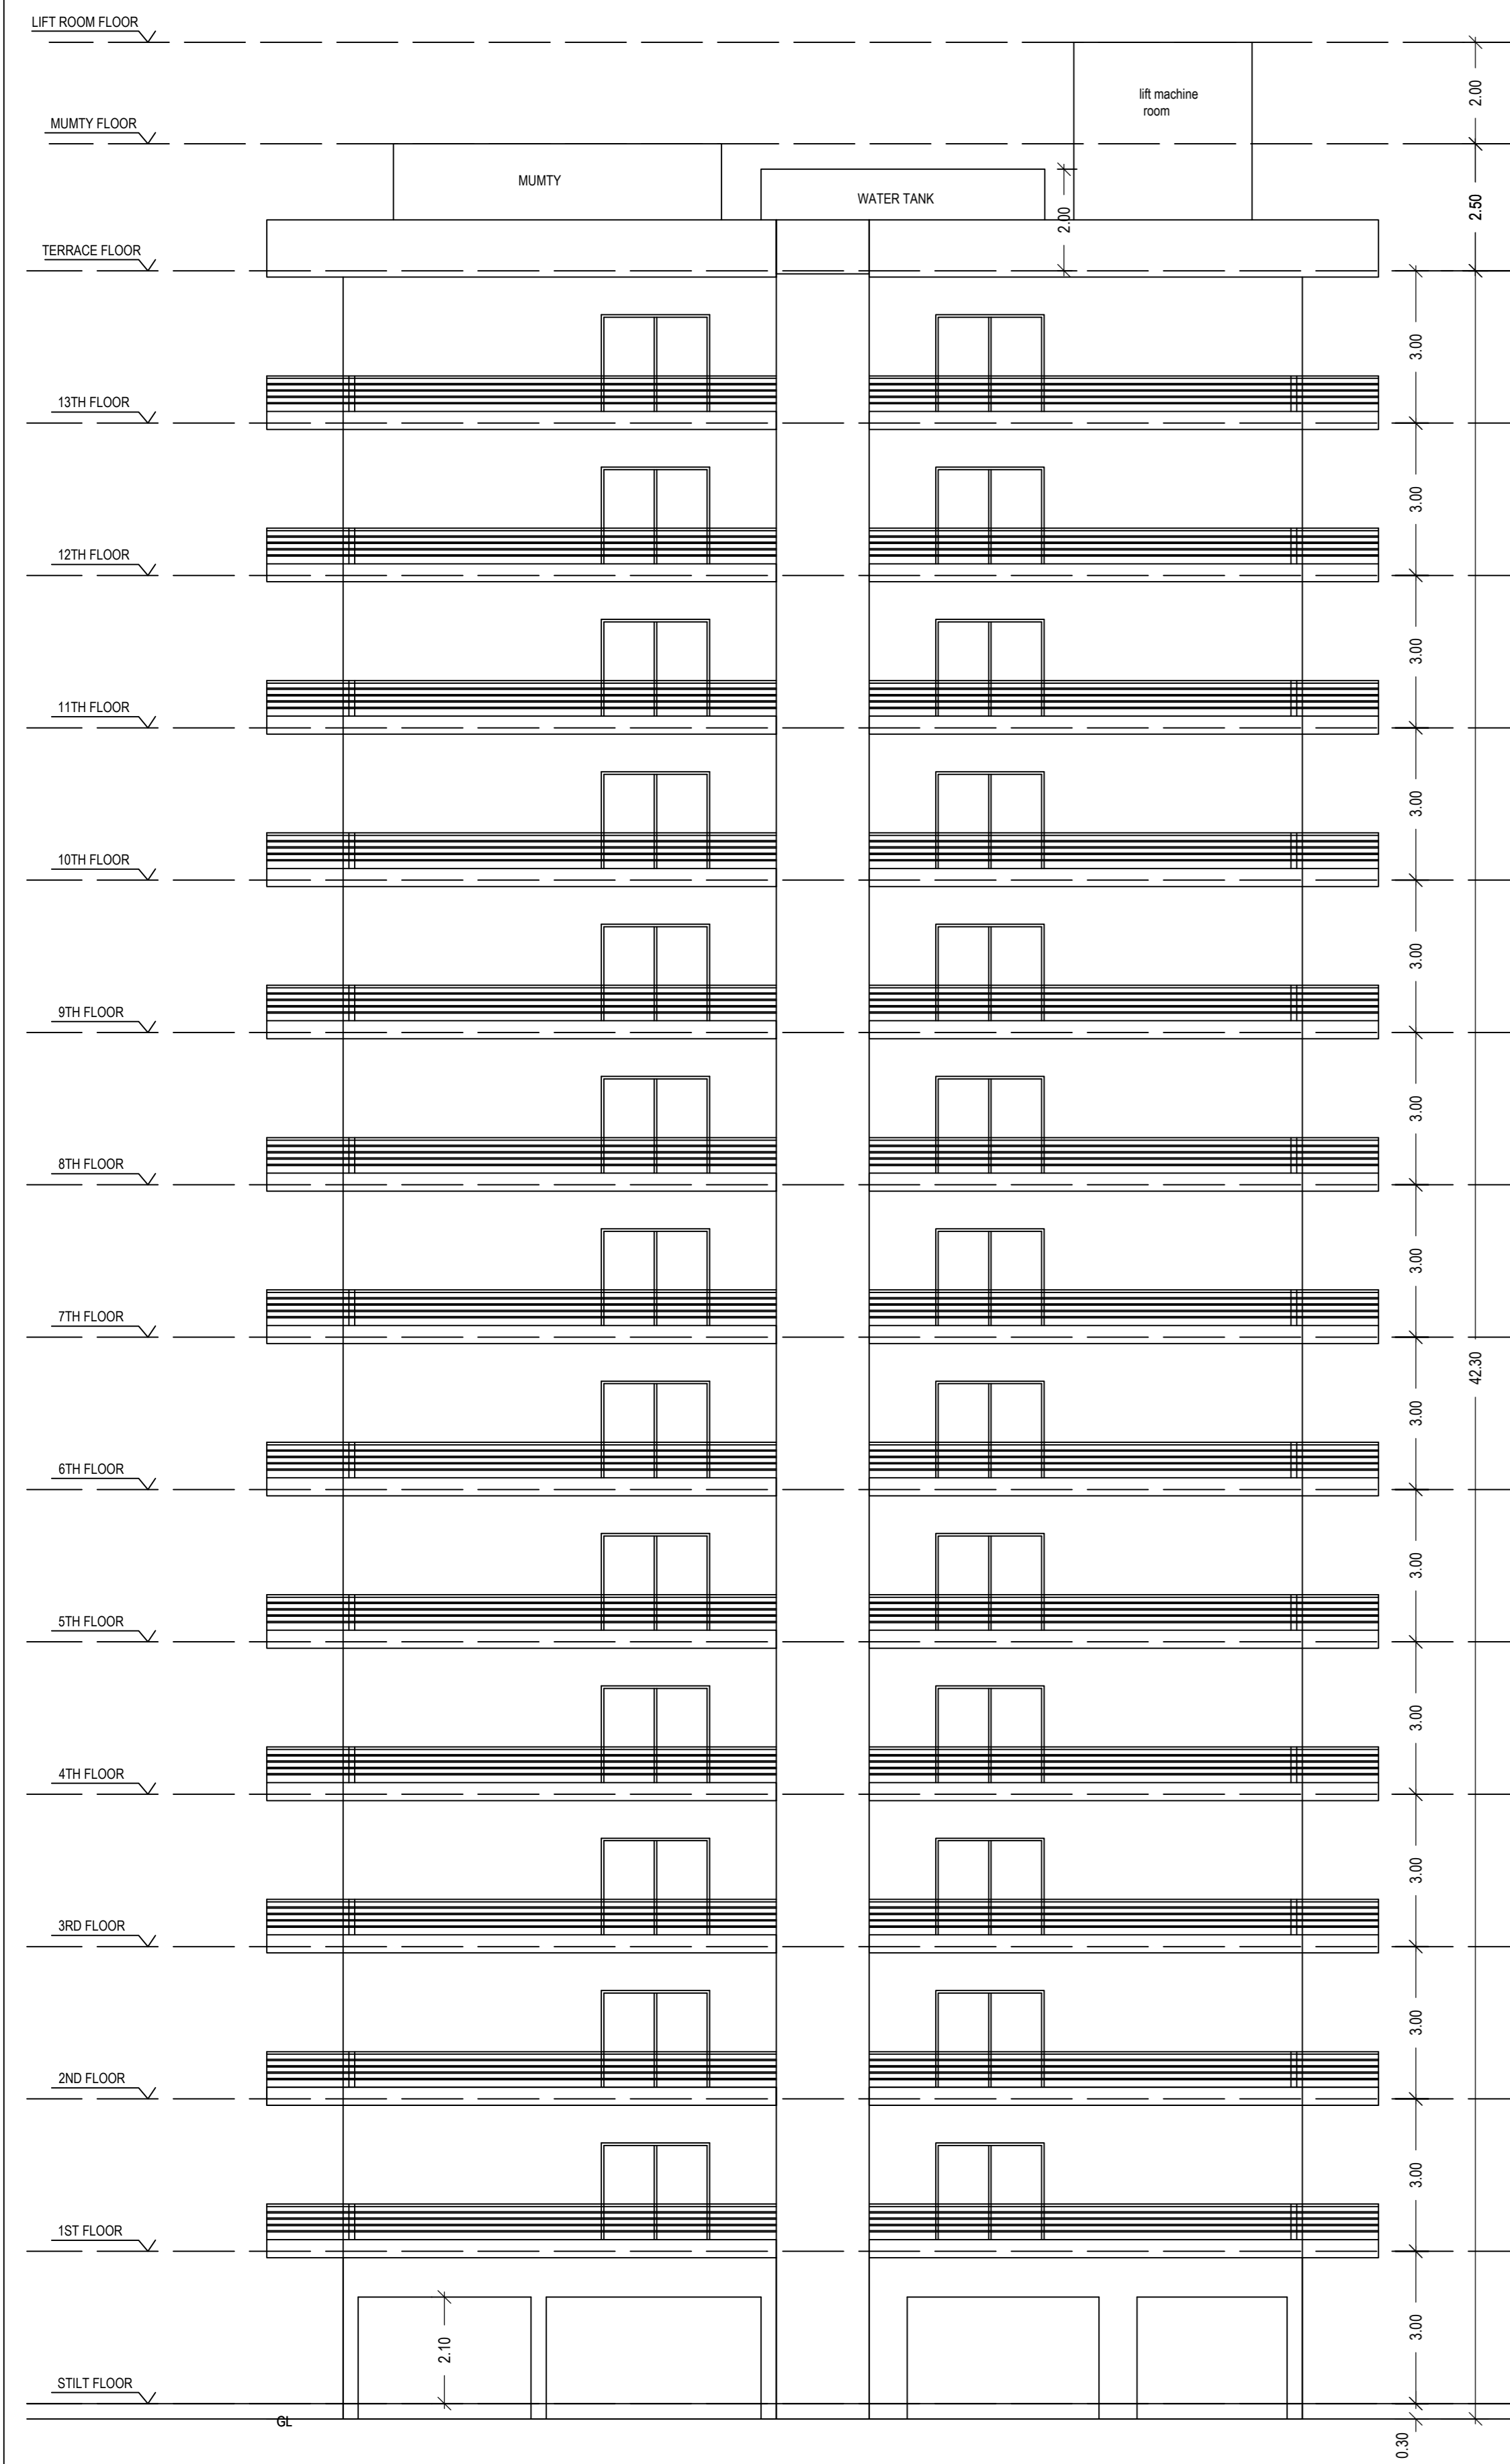 LIFT ROOM FLOOR
lift machine
room
2.00
MUMTY FLOOR
MUMTY
WATER TANK
2.00
2.50
TERRACE FLOOR
3.00
13TH FLOOR
3.00
12TH FLOOR
3.00
11TH FLOOR
3.00
10TH FLOOR
3.00
9TH FLOOR
3.00
8TH FLOOR
3.00
7TH FLOOR
42.30
3.00
6TH FLOOR
3.00
5TH FLOOR
3.00
4TH FLOOR
3.00
3RD FLOOR
3.00
2ND FLOOR
3.00
1ST FLOOR
3.00
2.10
STILT FLOOR
GL
0.30